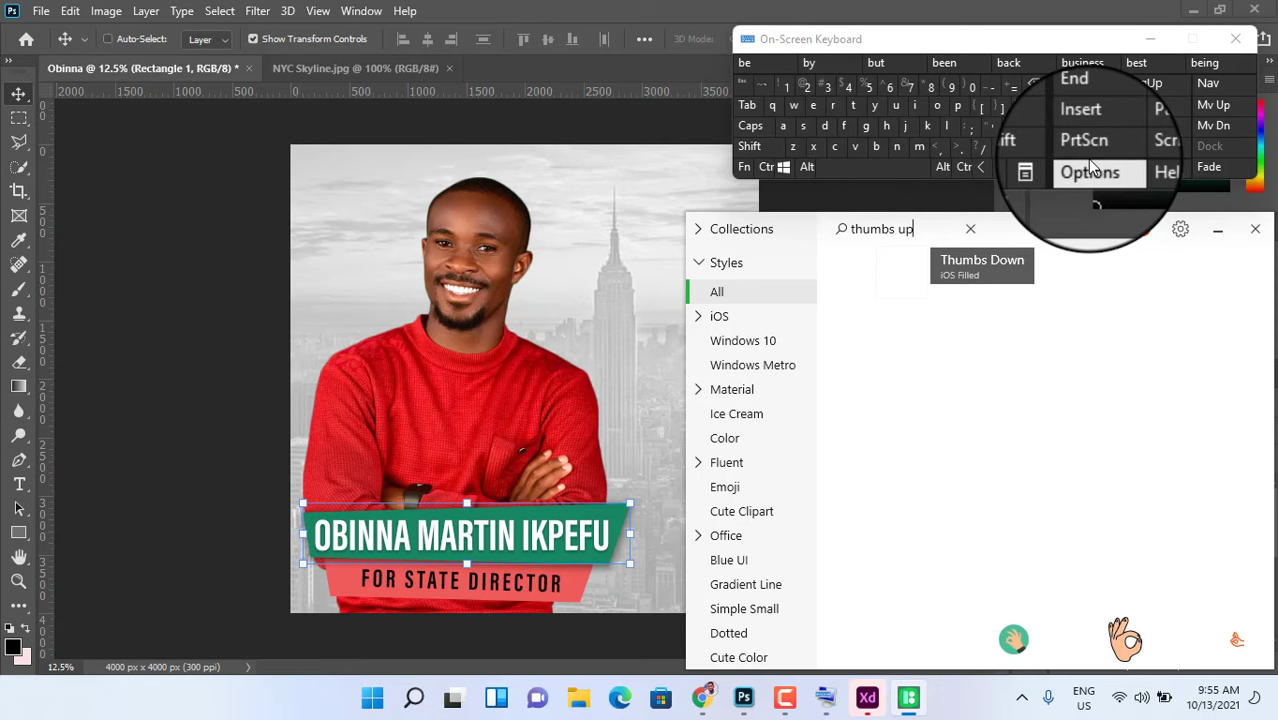 Ps File Edit Image Layer Type Select Filter 3D View Window Help
Auto-Select: Layer Show Transform Controls 3D Mode
Obinna @ 12.5% (Rectangle 1, RGB/8) *
NYC Skyline.jpg @ 100% (RGB/8#)
2000 1500 1000 500 0 500 1000 1500 2000 2500 3000 3500
On-Screen Keyboard
be by but been back business best being
End Nav
Tab q w e r t y u i o p [ ] Insert Mv Up
Caps a s d f g h j k l ; " PrtScn Mv Dn
Shift z x c v b n m < , > . ? / Dock
Fn Ctr Alt Alt Ctr < Options Hel Fade
Collections
thumbs up
Styles
Thumbs Down
iOS Filled
All
iOS
Windows 10
Windows Metro
Material
Ice Cream
Color
Fluent
Emoji
Cute Clipart
Office
Blue UI
Gradient Line
Simple Small
Dotted
Cute Color
OBINNA MARTIN IKPEFU
FOR STATE DIRECTOR
12.5% 4000 px x 4000 px (300 ppi)
Ps Xd
ENG
US
9:55 AM
10/13/2021